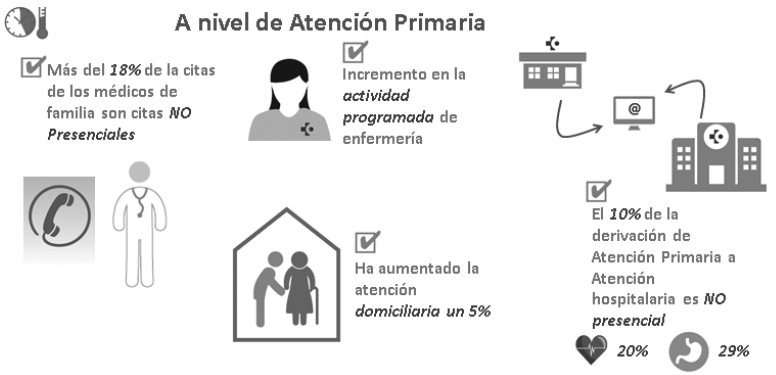 A nivel de Atención Primaria
Más del 18% de la citas
de los médicos de
familia son citas NO
Presenciales
Incremento en la
actividad
programada de
enfermería
Ha aumentado la
atención
domiciliaria un 5%
@
El 10% de la
derivación de
Atención Primaria a
Atención
hospitalaria es NO
presencial
20%
29%